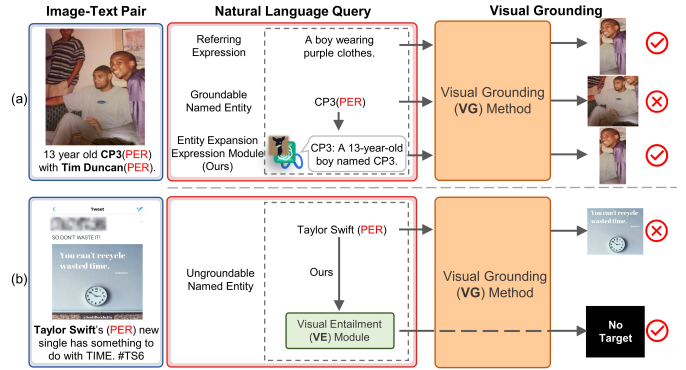 Image-Text Pair
Natural Language Query
Visual Grounding
(a)
13 year old CP3(PER)
with Tim Duncan(PER).
Referring
Expression
A boy wearing
purple clothes.
Groundable
Named Entity
CP3(PER)
Entity Expansion
Expression Module
(Ours)
CP3: A 13-year-old
boy named CP3.
Visual Grounding
(VG) Method
(b)
Tweet
SO DON'T WASTE IT!
You can't recycle
wasted time.
Taylor Swift's (PER) new
single has something to
do with TIME. #TS6
Ungroundable
Named Entity
Taylor Swift (PER)
Ours
Visual Entailment
(VE) Module
Visual Grounding
(VG) Method
You can't recycle
wasted time.
No
Target